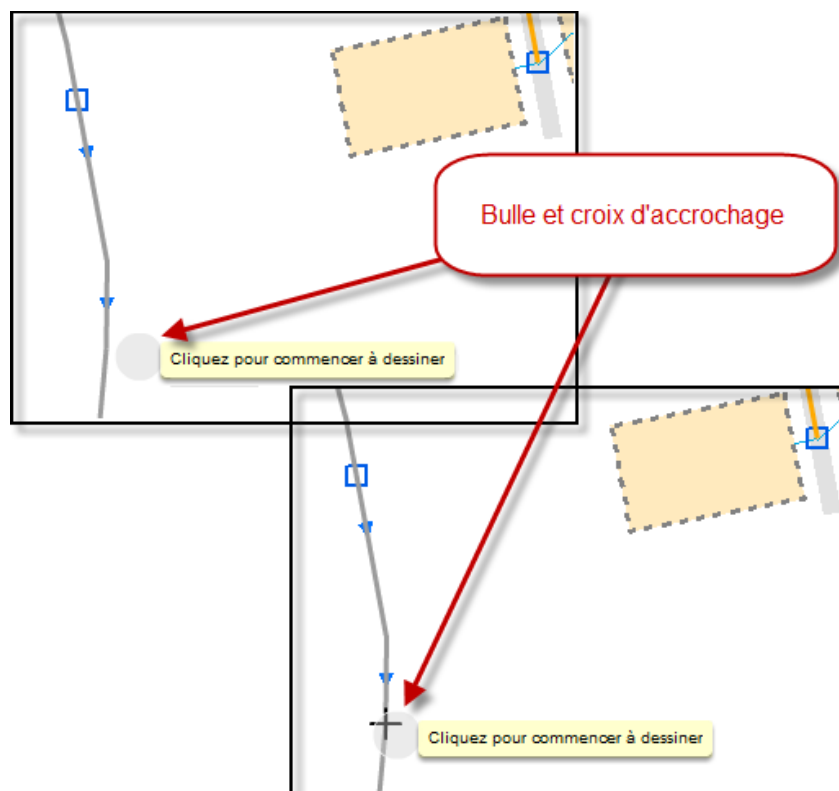 Bulle et croix d'accrochage
Cliquez pour commencer à dessiner
Cliquez pour commencer à dessiner